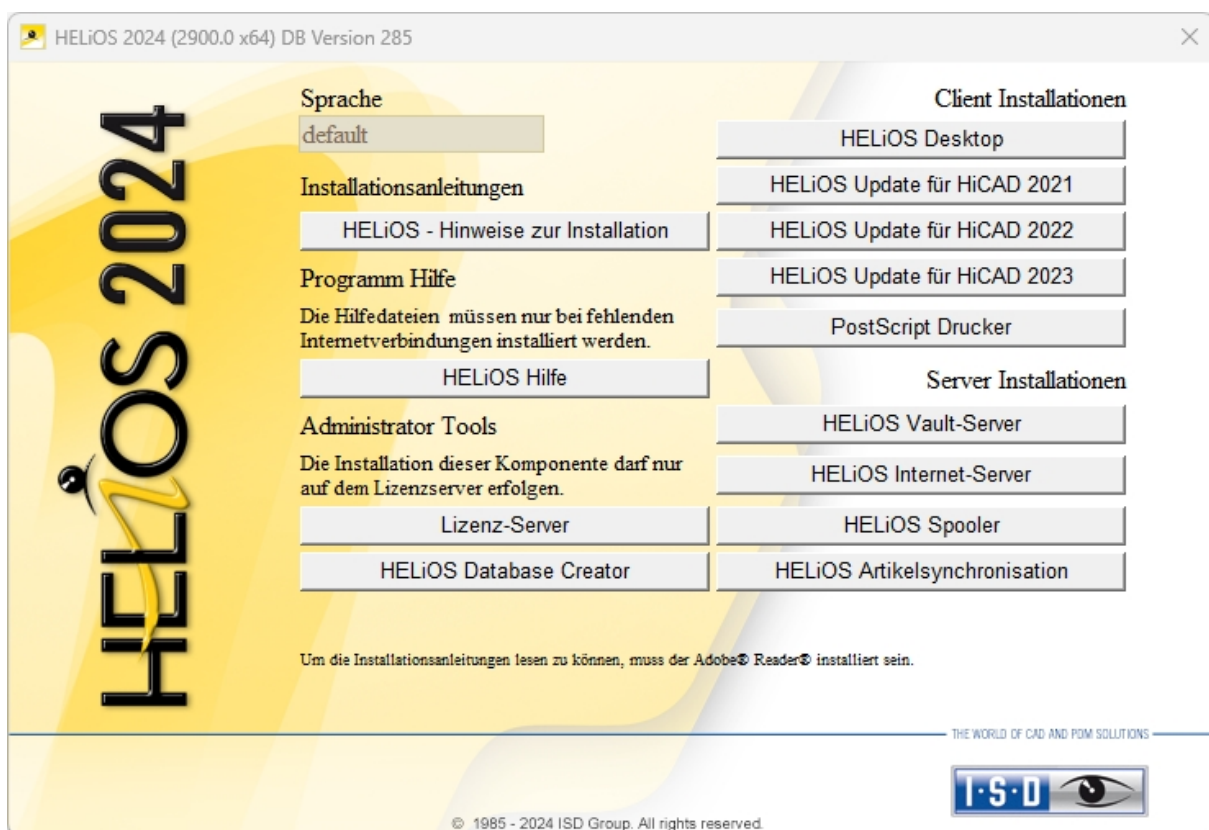 HELiOS 2024 (2900.0 x64) DB Version 285
HELiOS 2024
Sprache
default
Installationsanleitungen
HELiOS - Hinweise zur Installation
Programm Hilfe
Die Hilfedateien müssen nur bei fehlenden
Internetverbindungen installiert werden.
HELiOS Hilfe
Administrator Tools
Die Installation dieser Komponente darf nur
auf dem Lizenzserver erfolgen.
Lizenz-Server
HELiOS Database Creator
Client Installationen
HELiOS Desktop
HELiOS Update für HiCAD 2021
HELiOS Update für HiCAD 2022
HELiOS Update für HiCAD 2023
PostScript Drucker
Server Installationen
HELiOS Vault-Server
HELiOS Internet-Server
HELiOS Spooler
HELiOS Artikelsynchronisation
Um die Installationsanleitungen lesen zu können, muss der Adobe® Reader® installiert sein.
THE WORLD OF CAD AND PDM SOLUTIONS
I·S·D
© 1985 - 2024 ISD Group. All rights reserved.